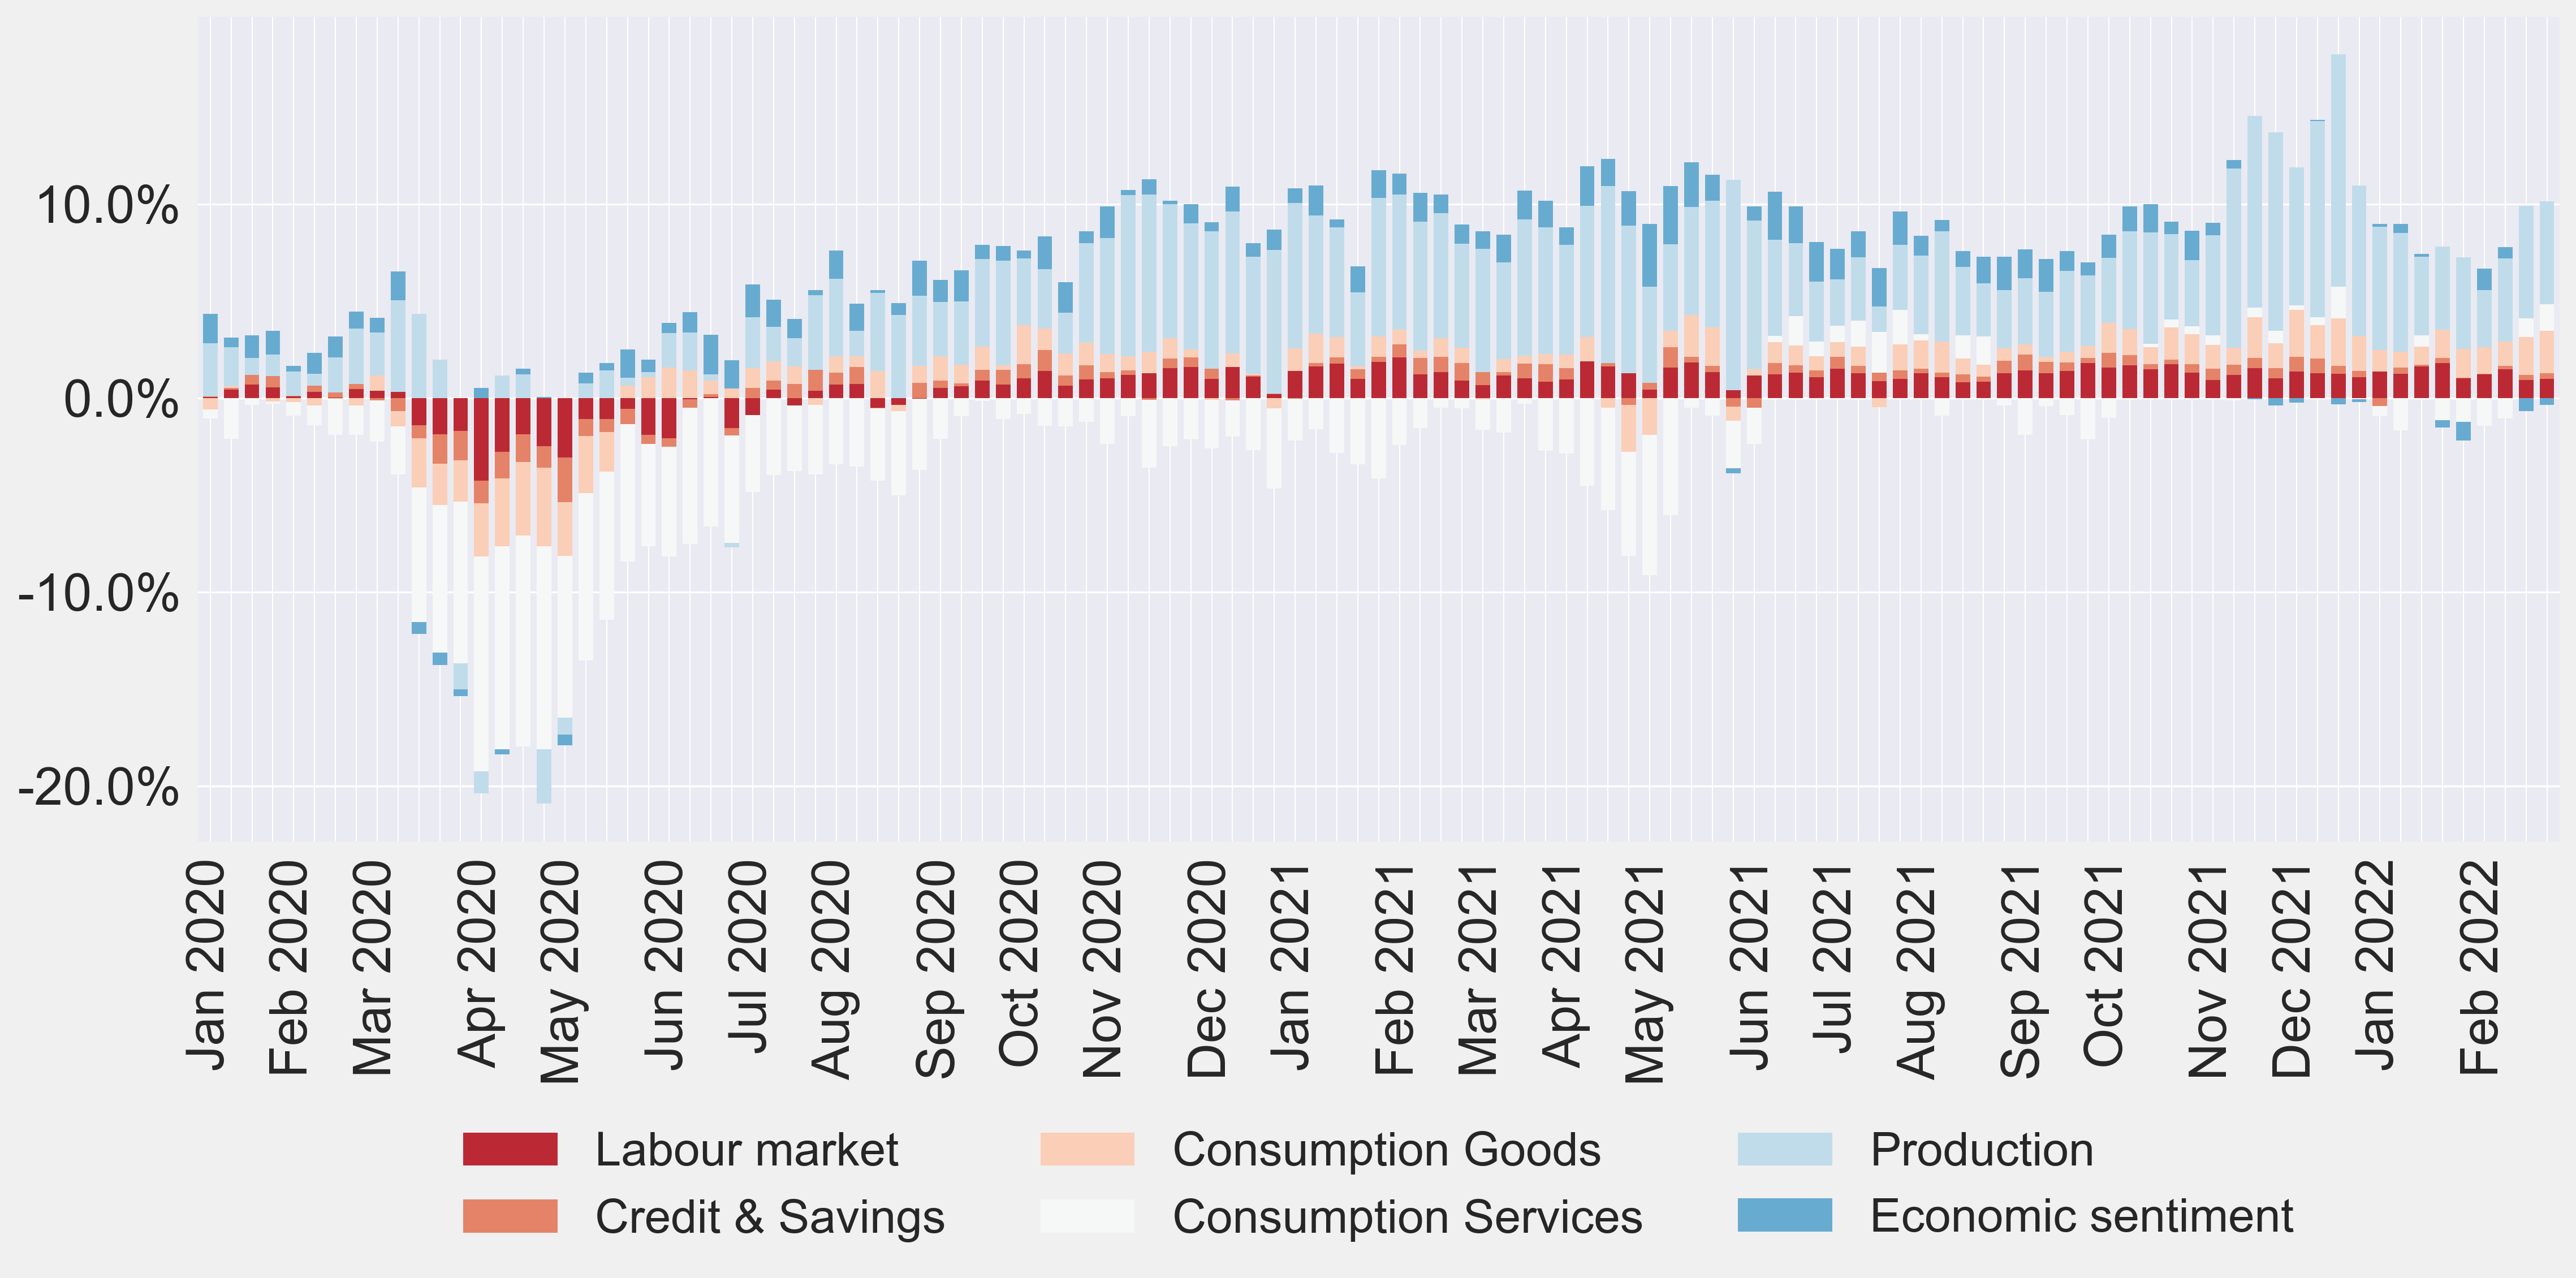 10.0%
0.0%
-10.0%
-20.0%
Jan 2020
Feb 2020
Mar 2020
Apr 2020
May 2020
Jun 2020
Jul 2020
Aug 2020
Sep 2020
Oct 2020
Nov 2020
Dec 2020
Jan 2021
Feb 2021
Mar 2021
Apr 2021
May 2021
Jun 2021
Jul 2021
Aug 2021
Sep 2021
Oct 2021
Nov 2021
Dec 2021
Jan 2022
Feb 2022
Labour market
Consumption Goods
Production
Credit & Savings
Consumption Services
Economic sentiment